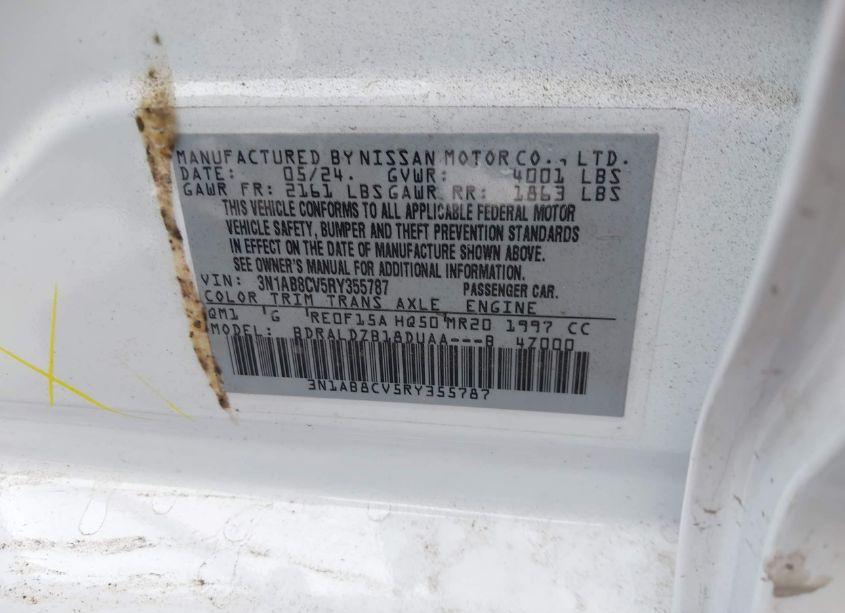 MANUFACTURED BY NISSAN MOTOR CO., LTD.
DATE: 05/24. GVWR: 4001 LBS
GAWR FR: 2161 LBS GAWR RR: 1863 LBS
THIS VEHICLE CONFORMS TO ALL APPLICABLE FEDERAL MOTOR
VEHICLE SAFETY, BUMPER AND THEFT PREVENTION STANDARDS
IN EFFECT ON THE DATE OF MANUFACTURE SHOWN ABOVE.
SEE OWNER'S MANUAL FOR ADDITIONAL INFORMATION.
VIN: 3N1AB8CV5RY355787 PASSENGER CAR.
COLOR TRIM TRANS AXLE ENGINE
QM1 G RE0F15A HQ50 MR20 1997 CC
MODEL: BDRALDZB18DUAA---B 47000
3N1AB8CV5RY355787